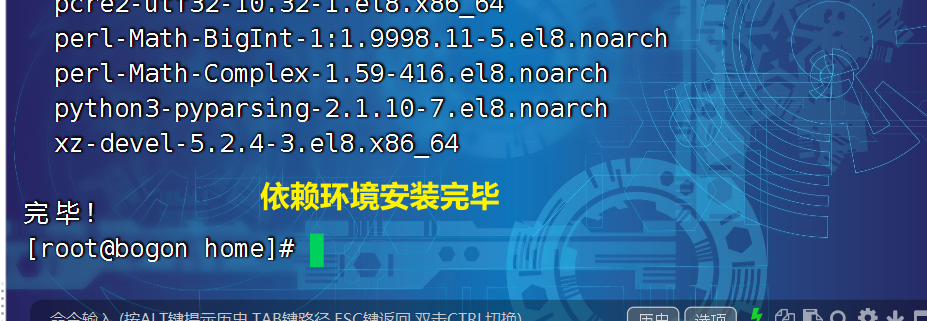 pcre2-utf32-10.32-1.el8.x86_64
perl-Math-BigInt-1:1.9998.11-5.el8.noarch
perl-Math-Complex-1.59-416.el8.noarch
python3-pyparsing-2.1.10-7.el8.noarch
xz-devel-5.2.4-3.el8.x86_64
依赖环境安装完毕
完毕！
[root@bogon home]#
命令输入 (按ALT键提示历史,TAB键路径,ESC键返回,双击CTRL切换)
历史 选项